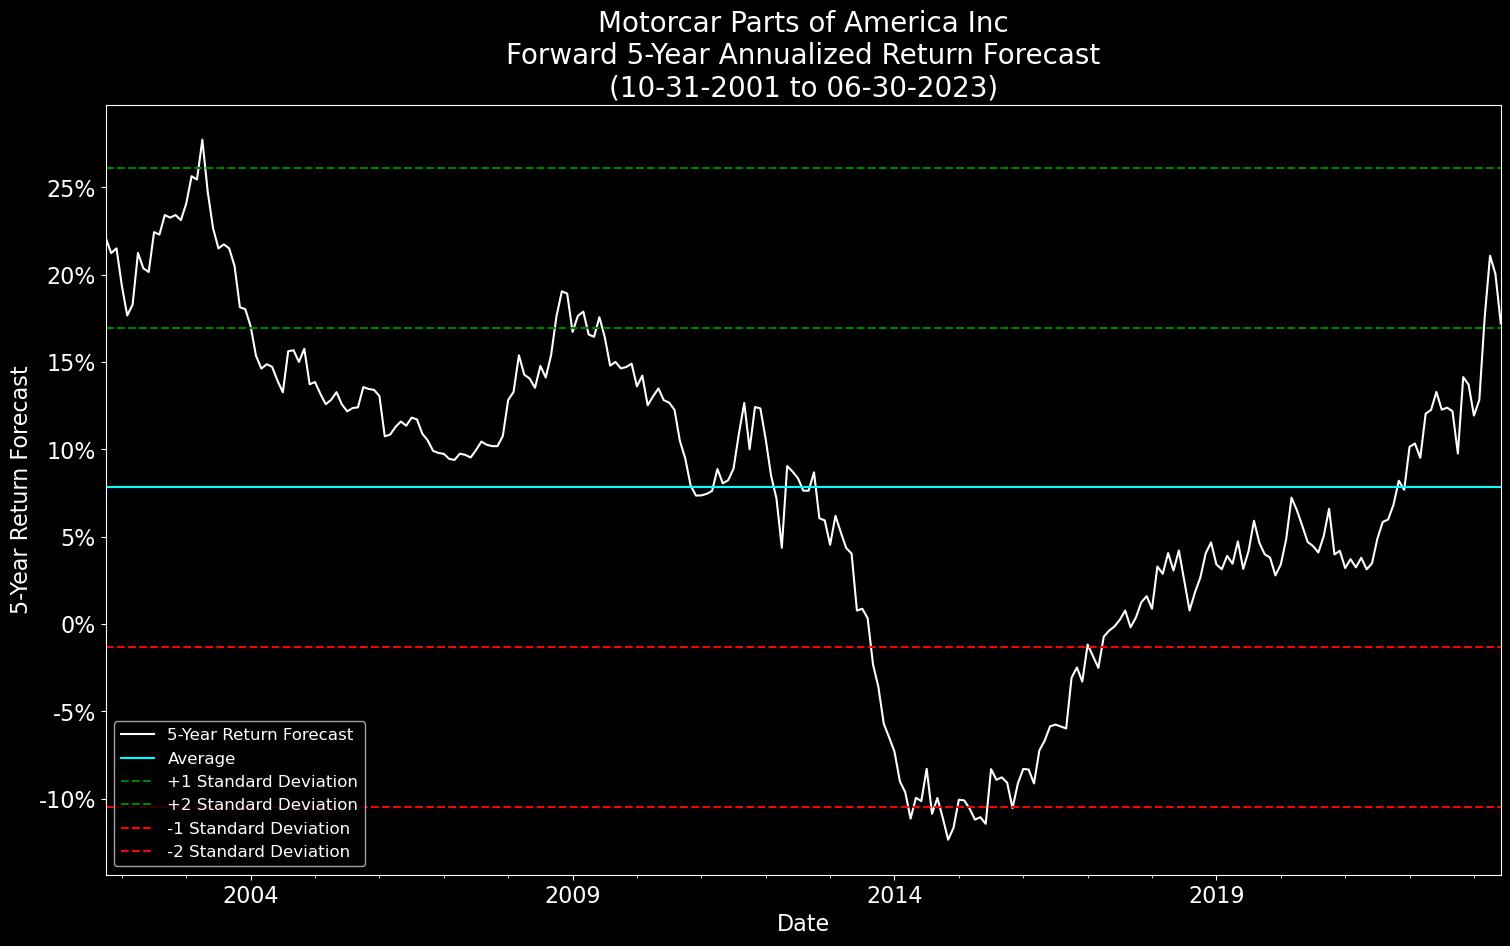 Motorcar Parts of America Inc
Forward 5-Year Annualized Return Forecast
(10-31-2001 to 06-30-2023)
5-Year Return Forecast
25%
20%
15%
10%
5%
0%
-5%
-10%
5-Year Return Forecast
Average
+1 Standard Deviation
+2 Standard Deviation
-1 Standard Deviation
-2 Standard Deviation
2004
2009
2014
2019
Date